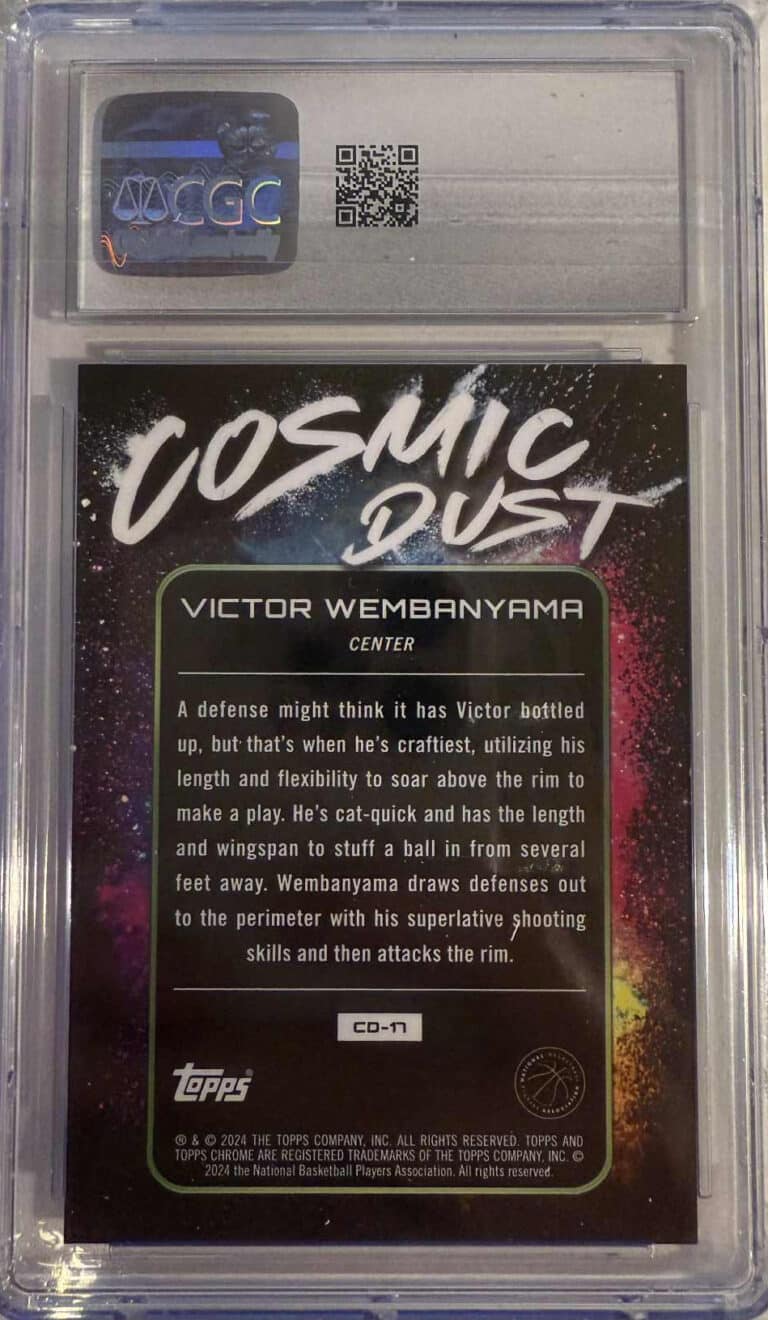 CGC
COSMIC
DUST
VICTOR WEMBANYAMA
CENTER
A defense might think it has Victor bottled
up, but that's when he's craftiest, utilizing his
length and flexibility to soar above the rim to
make a play. He's cat-quick and has the length
and wingspan to stuff a ball in from several
feet away. Wembanyama draws defenses out
to the perimeter with his superlative shooting
skills and then attacks the rim.
CD-17
Topps®
® & © 2024 THE TOPPS COMPANY, INC. ALL RIGHTS RESERVED. TOPPS AND
TOPPS CHROME ARE REGISTERED TRADEMARKS OF THE TOPPS COMPANY, INC. ©
2024 the National Basketball Players Association. All rights reserved.